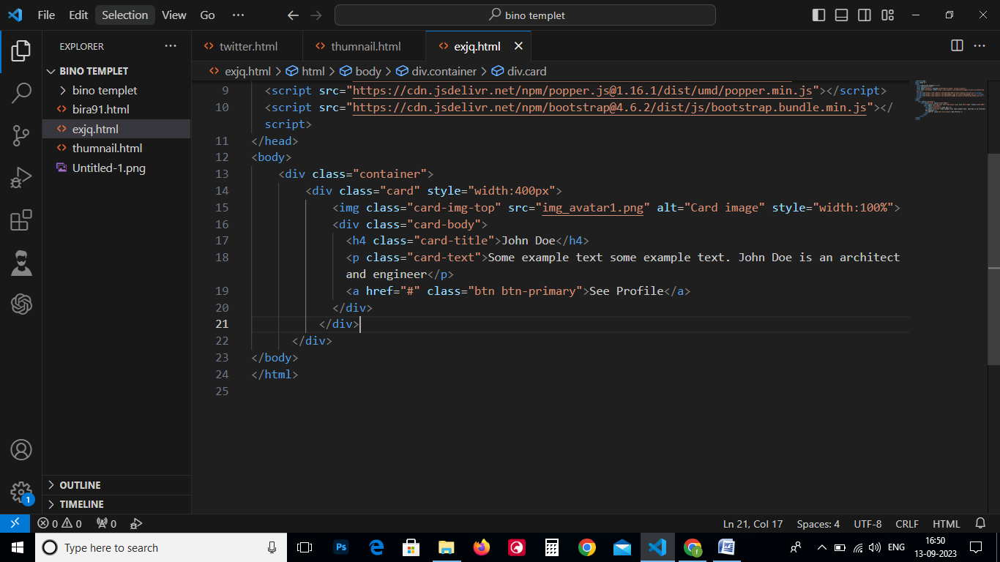 File Edit Selection View Go ··· bino templet
EXPLORER ···
twitter.html thumnail.html exjq.html
BINO TEMPLET
bino templet
bira91.html
exjq.html
thumnail.html
Untitled-1.png
exjq.html > html > body > div.container > div.card
9 <script src="https://cdn.jsdelivr.net/npm/popper.js@1.16.1/dist/umd/popper.min.js"></script>
10 <script src="https://cdn.jsdelivr.net/npm/bootstrap@4.6.2/dist/js/bootstrap.bundle.min.js"></
script>
11 </head>
12 <body>
13 <div class="container">
14 <div class="card" style="width:400px">
15 <img class="card-img-top" src="img_avatar1.png" alt="Card image" style="width:100%">
16 <div class="card-body">
17 <h4 class="card-title">John Doe</h4>
18 <p class="card-text">Some example text some example text. John Doe is an architect
and engineer</p>
19 <a href="#" class="btn btn-primary">See Profile</a>
20 </div>
21 </div>
22 </div>
23 </body>
24 </html>
25
OUTLINE
TIMELINE
1
0 0 0
Ln 21, Col 17 Spaces: 4 UTF-8 CRLF HTML
Type here to search
Ps
ENG
16:50
13-09-2023